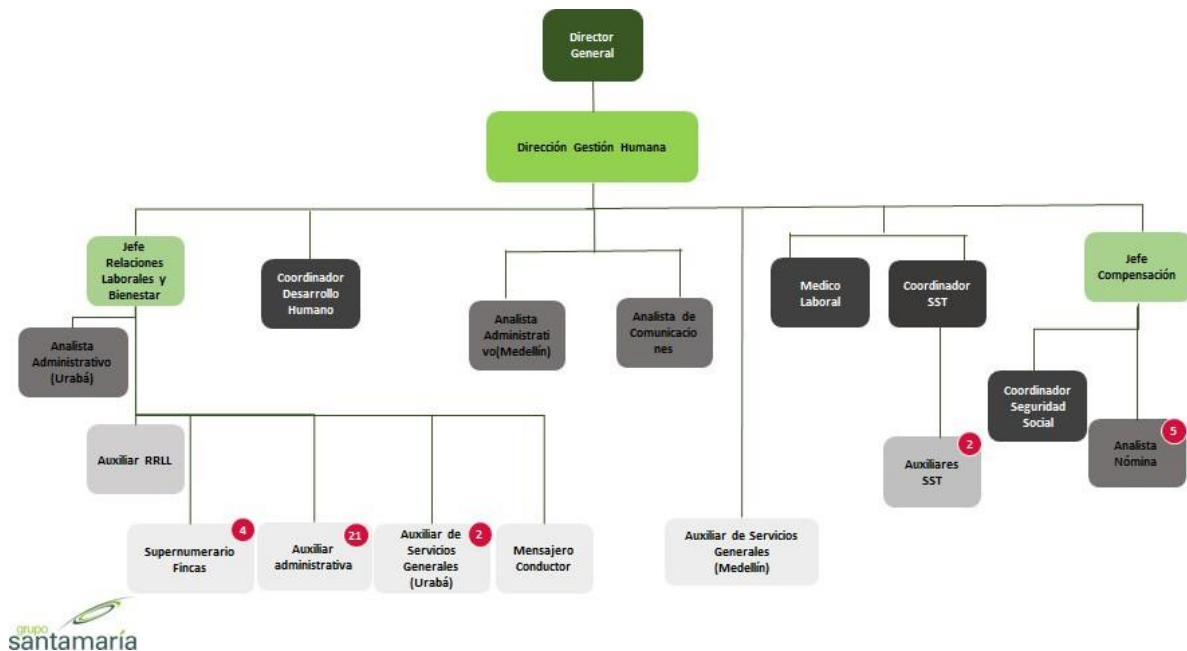 Director
General
Dirección Gestión Humana
Jefe
Relaciones
Laborales y
Bienestar
Coordinador
Desarrollo
Humano
Analista
Administrati
vo(Medellín)
Analista de
Comunicacio
nes
Medico
Laboral
Coordinador
SST
Jefe
Compensación
Analista
Administrativo
(Urabá)
Coordinador
Seguridad
Social
5
Analista
Nómina
2
Auxiliares
SST
Auxiliar RRLL
4
Supernumerario
Fincas
21
Auxiliar
administrativa
2
Auxiliar de
Servicios
Generales
(Urabá)
Mensajero
Conductor
Auxiliar de Servicios
Generales
(Medellín)
grupo
santamaría